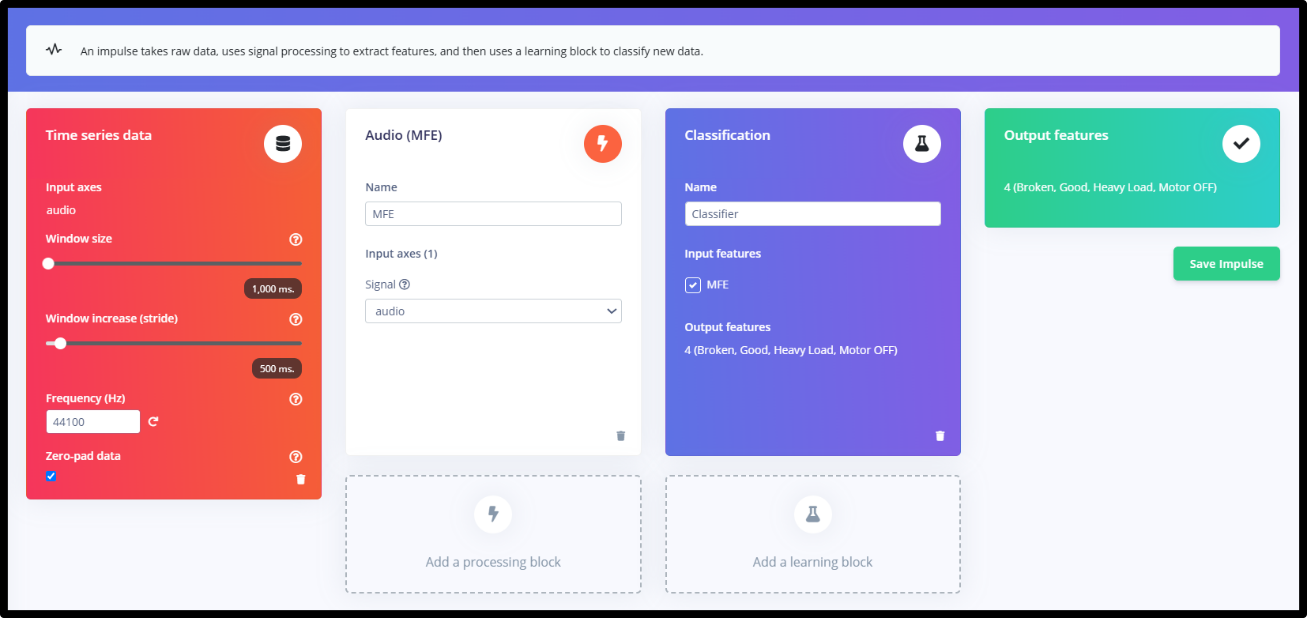 An impulse takes raw data, uses signal processing to extract features, and then uses a learning block to classify new data.
Time series data
Input axes
audio
Window size
1,000 ms.
Window increase (stride)
500 ms.
Frequency (Hz)
44100
Zero-pad data
Audio (MFE)
Name
MFE
Input axes (1)
Signal
audio
Add a processing block
Classification
Name
Classifier
Input features
MFE
Output features
4 (Broken, Good, Heavy Load, Motor OFF)
Add a learning block
Output features
4 (Broken, Good, Heavy Load, Motor OFF)
Save Impulse